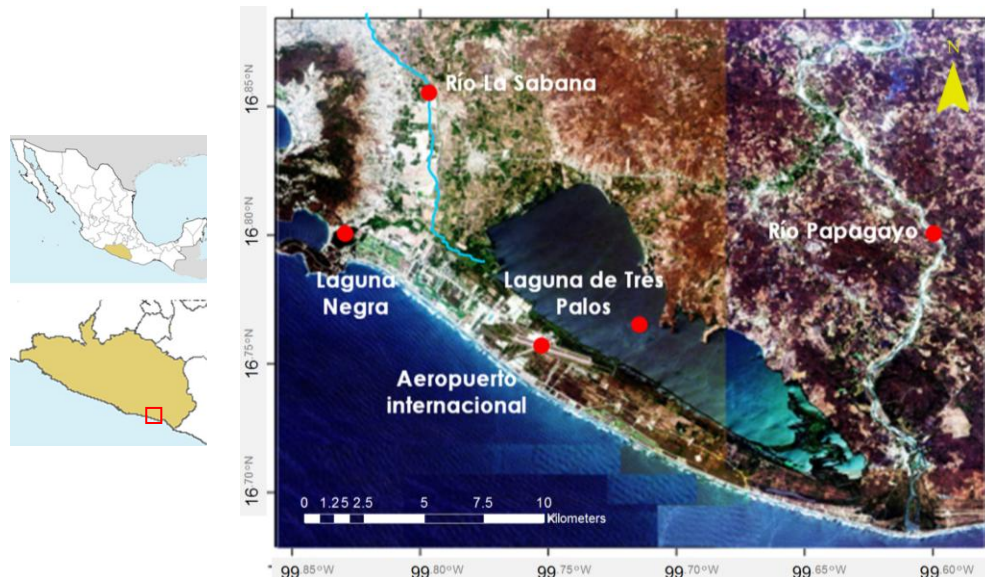 Río La Sabana
N
Río Papagayo
Laguna
Negra
Laguna de Tres
Palos
Aeropuerto
internacional
0 1.25 2.5 5 7.5 10
Kilometers
16.85°N
16.80°N
16.75°N
16.70°N
99.85°W 99.80°W 99.75°W 99.70°W 99.65°W 99.60°W